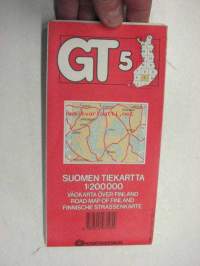 GT 5
SUOMEN TIEKARTTA
1:200 000
VÄGKARTA ÖVER FINLAND
ROAD MAP OF FINLAND
FINNISCHE STRASSENKARTE